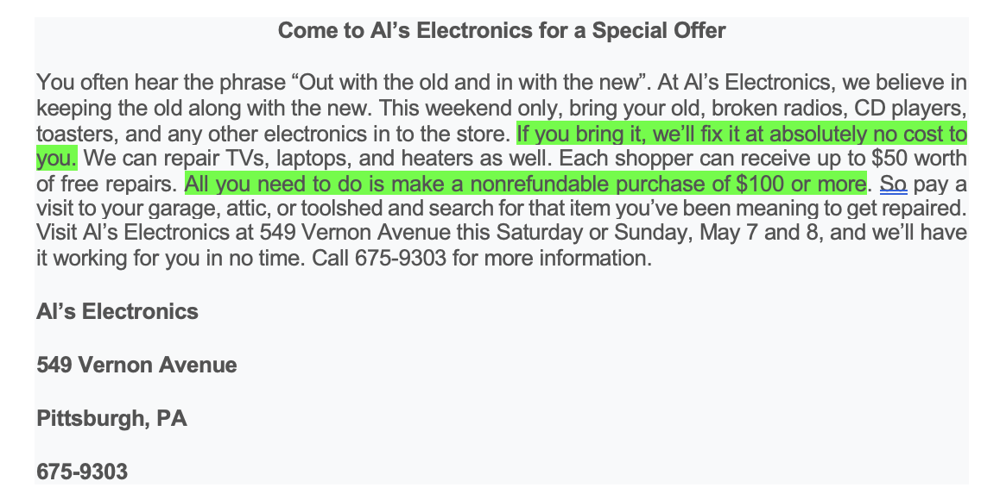 Come to Al’s Electronics for a Special Offer
You often hear the phrase “Out with the old and in with the new”. At Al’s Electronics, we believe in
keeping the old along with the new. This weekend only, bring your old, broken radios, CD players,
toasters, and any other electronics in to the store. If you bring it, we’ll fix it at absolutely no cost to
you. We can repair TVs, laptops, and heaters as well. Each shopper can receive up to $50 worth
of free repairs. All you need to do is make a nonrefundable purchase of $100 or more. So pay a
visit to your garage, attic, or toolshed and search for that item you’ve been meaning to get repaired.
Visit Al’s Electronics at 549 Vernon Avenue this Saturday or Sunday, May 7 and 8, and we’ll have
it working for you in no time. Call 675-9303 for more information.
Al’s Electronics
549 Vernon Avenue
Pittsburgh, PA
675-9303